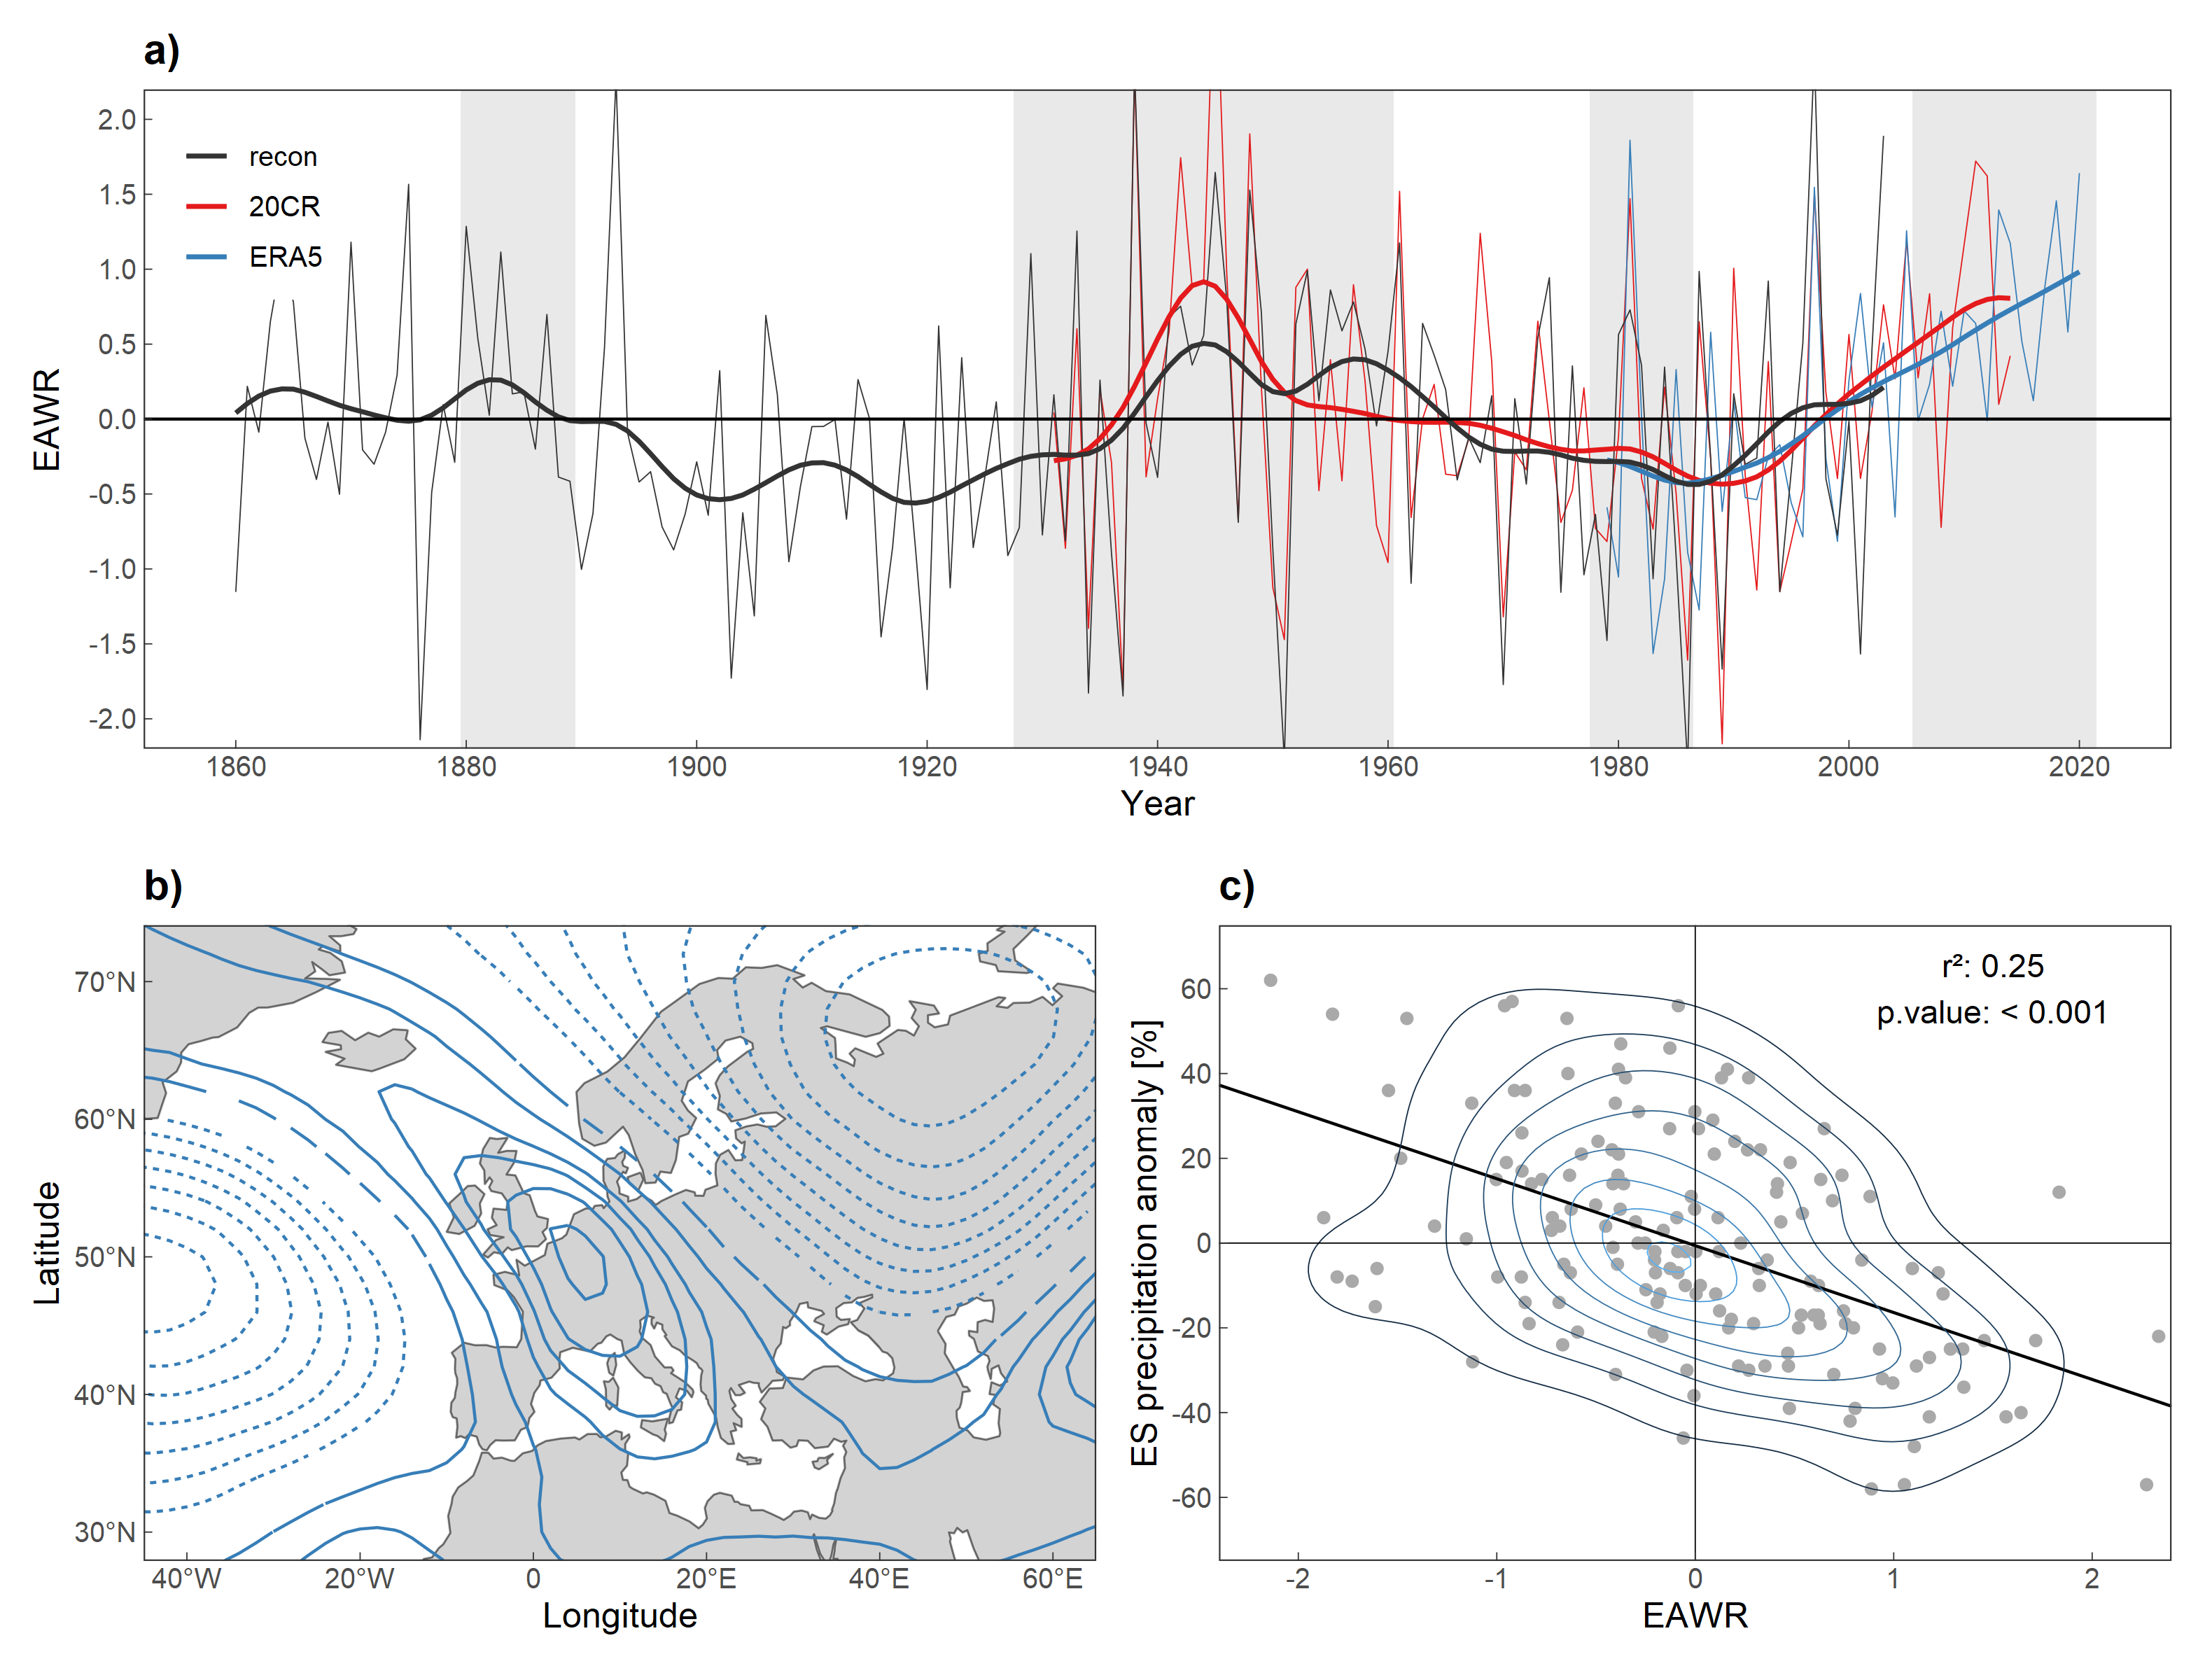 a)
2.0
1.5
1.0
0.5
0.0
-0.5
-1.0
-1.5
-2.0
EAWR
recon
20CR
ERA5
1860 1880 1900 1920 1940 1960 1980 2000 2020
Year
b)
70°N
60°N
50°N
40°N
30°N
Latitude
40°W 20°W 0 20°E 40°E 60°E
Longitude
c)
r²: 0.25
p.value: < 0.001
60
40
20
0
-20
-40
-60
ES precipitation anomaly [%]
-2 -1 0 1 2
EAWR